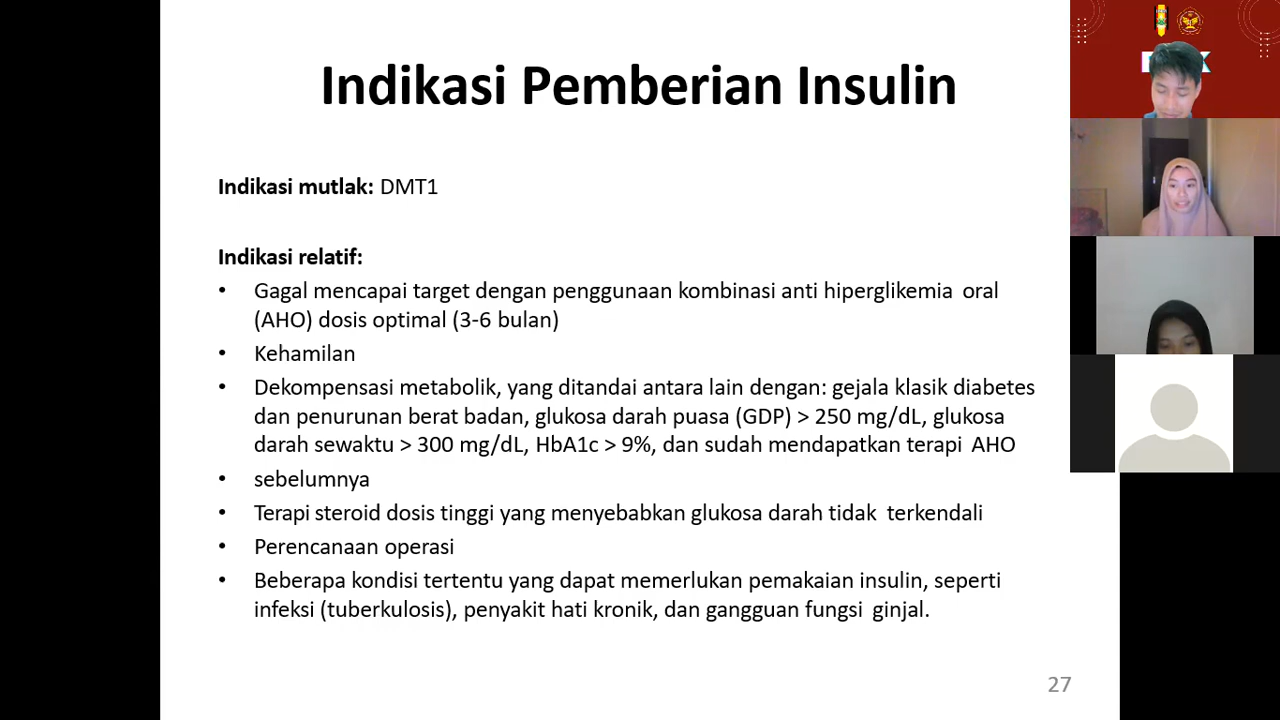 Indikasi Pemberian Insulin
Indikasi mutlak: DMT1
Indikasi relatif:
• Gagal mencapai target dengan penggunaan kombinasi anti hiperglikemia oral
(AHO) dosis optimal (3-6 bulan)
• Kehamilan
• Dekompensasi metabolik, yang ditandai antara lain dengan: gejala klasik diabetes
dan penurunan berat badan, glukosa darah puasa (GDP) > 250 mg/dL, glukosa
darah sewaktu > 300 mg/dL, HbA1c > 9%, dan sudah mendapatkan terapi AHO
• sebelumnya
• Terapi steroid dosis tinggi yang menyebabkan glukosa darah tidak terkendali
• Perencanaan operasi
• Beberapa kondisi tertentu yang dapat memerlukan pemakaian insulin, seperti
infeksi (tuberkulosis), penyakit hati kronik, dan gangguan fungsi ginjal.
27